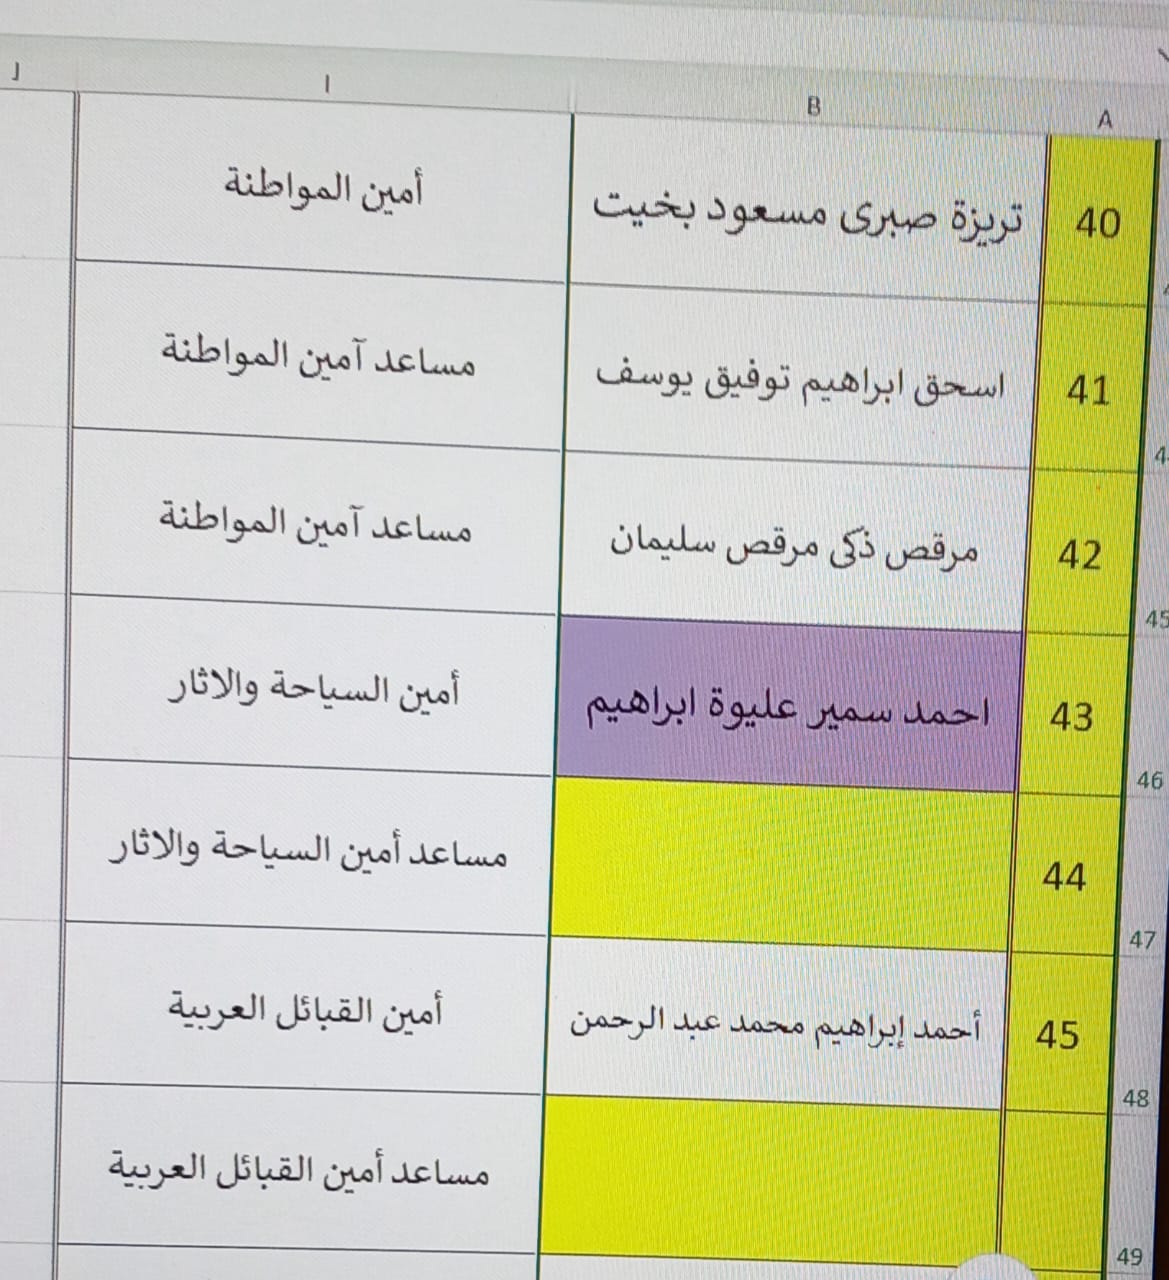 A B I J
40 تريزة صبرى مسعود بخيت أمين المواطنة
41 اسحق ابراهيم توفيق يوسف مساعد آمين المواطنة
42 مرقص ذكى مرقص سليمان مساعد آمين المواطنة
45
43 احمد سمير عليوة ابراهيم أمين السياحة والاثار
46
44 مساعد أمين السياحة والاثار
47
45 أحمد إبراهيم محمد عبد الرحمن أمين القبائل العربية
48
مساعد أمين القبائل العربية
49